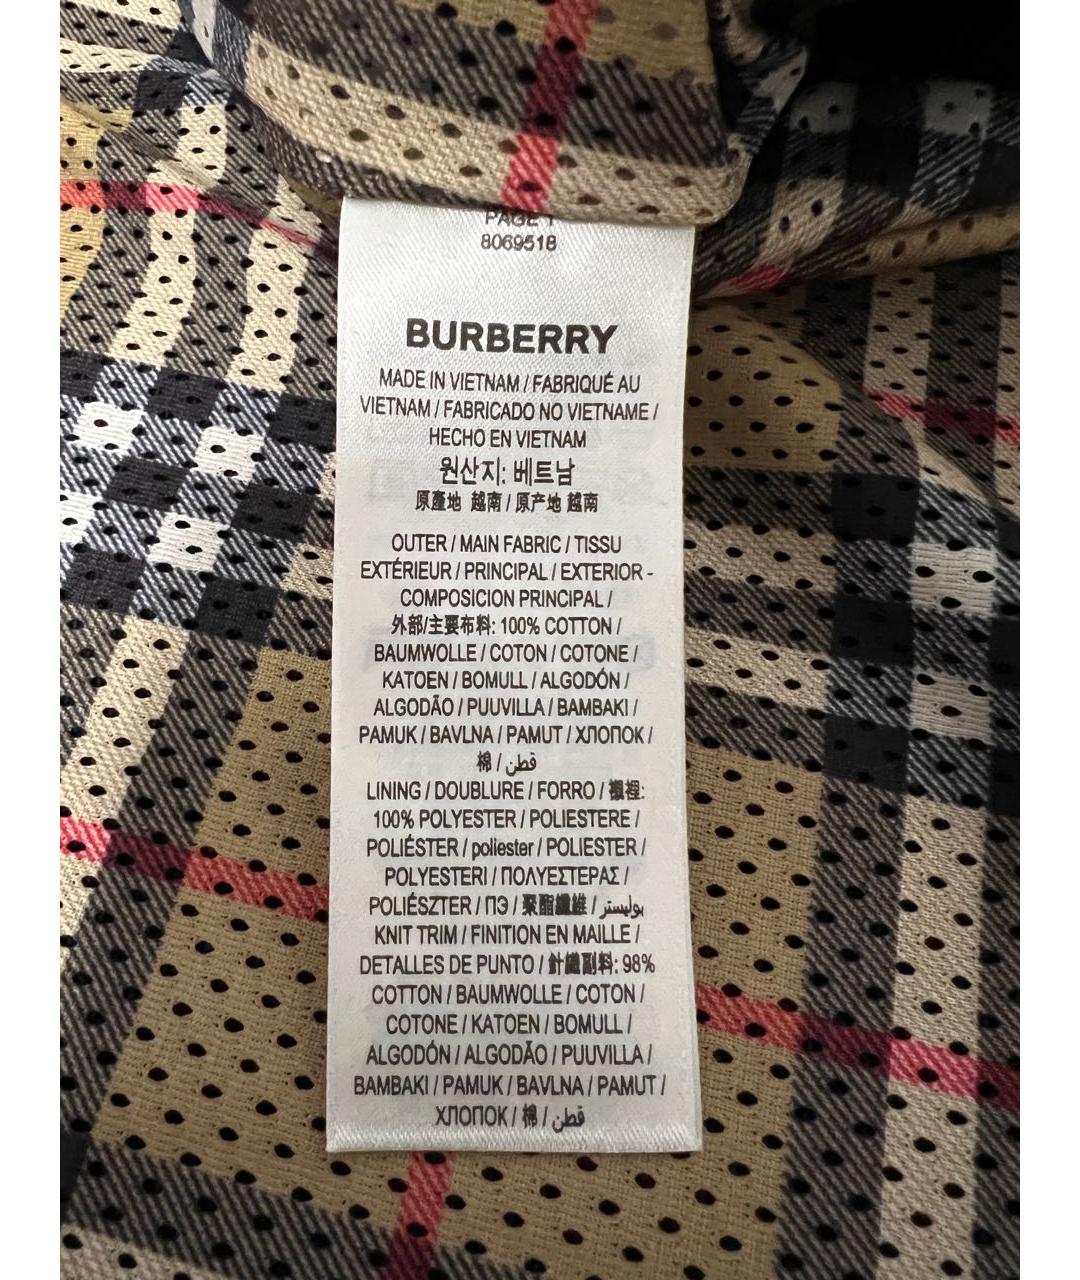 PAGE 1
8069518
BURBERRY
MADE IN VIETNAM / FABRIQUÉ AU
VIETNAM / FABRICADO NO VIETNAME /
HECHO EN VIETNAM
원산지: 베트남
原產地 越南 / 原产地 越南
OUTER / MAIN FABRIC / TISSU
EXTÉRIEUR / PRINCIPAL / EXTERIOR -
COMPOSICION PRINCIPAL /
外部/主要布料: 100% COTTON /
BAUMWOLLE / COTON / COTONE /
KATOEN / BOMULL / ALGODÓN /
ALGODÃO / PUUVILLA / BAMBAKI /
PAMUK / BAVLNA / PAMUT / ХЛОПОК /
棉 / قطن
LINING / DOUBLURE / FORRO / 襯裡:
100% POLYESTER / POLIESTERE /
POLIÉSTER / poliester / POLIESTER /
POLYESTERI / ΠΟΛΥΕΣΤΕΡΑΣ /
POLIÉSZTER / ПЭ / 聚酯纖維 / بوليستر
KNIT TRIM / FINITION EN MAILLE /
DETALLES DE PUNTO / 針織副料: 98%
COTTON / BAUMWOLLE / COTON /
COTONE / KATOEN / BOMULL /
ALGODÓN / ALGODÃO / PUUVILLA /
BAMBAKI / PAMUK / BAVLNA / PAMUT /
ХЛОПОК / 棉 / قطن